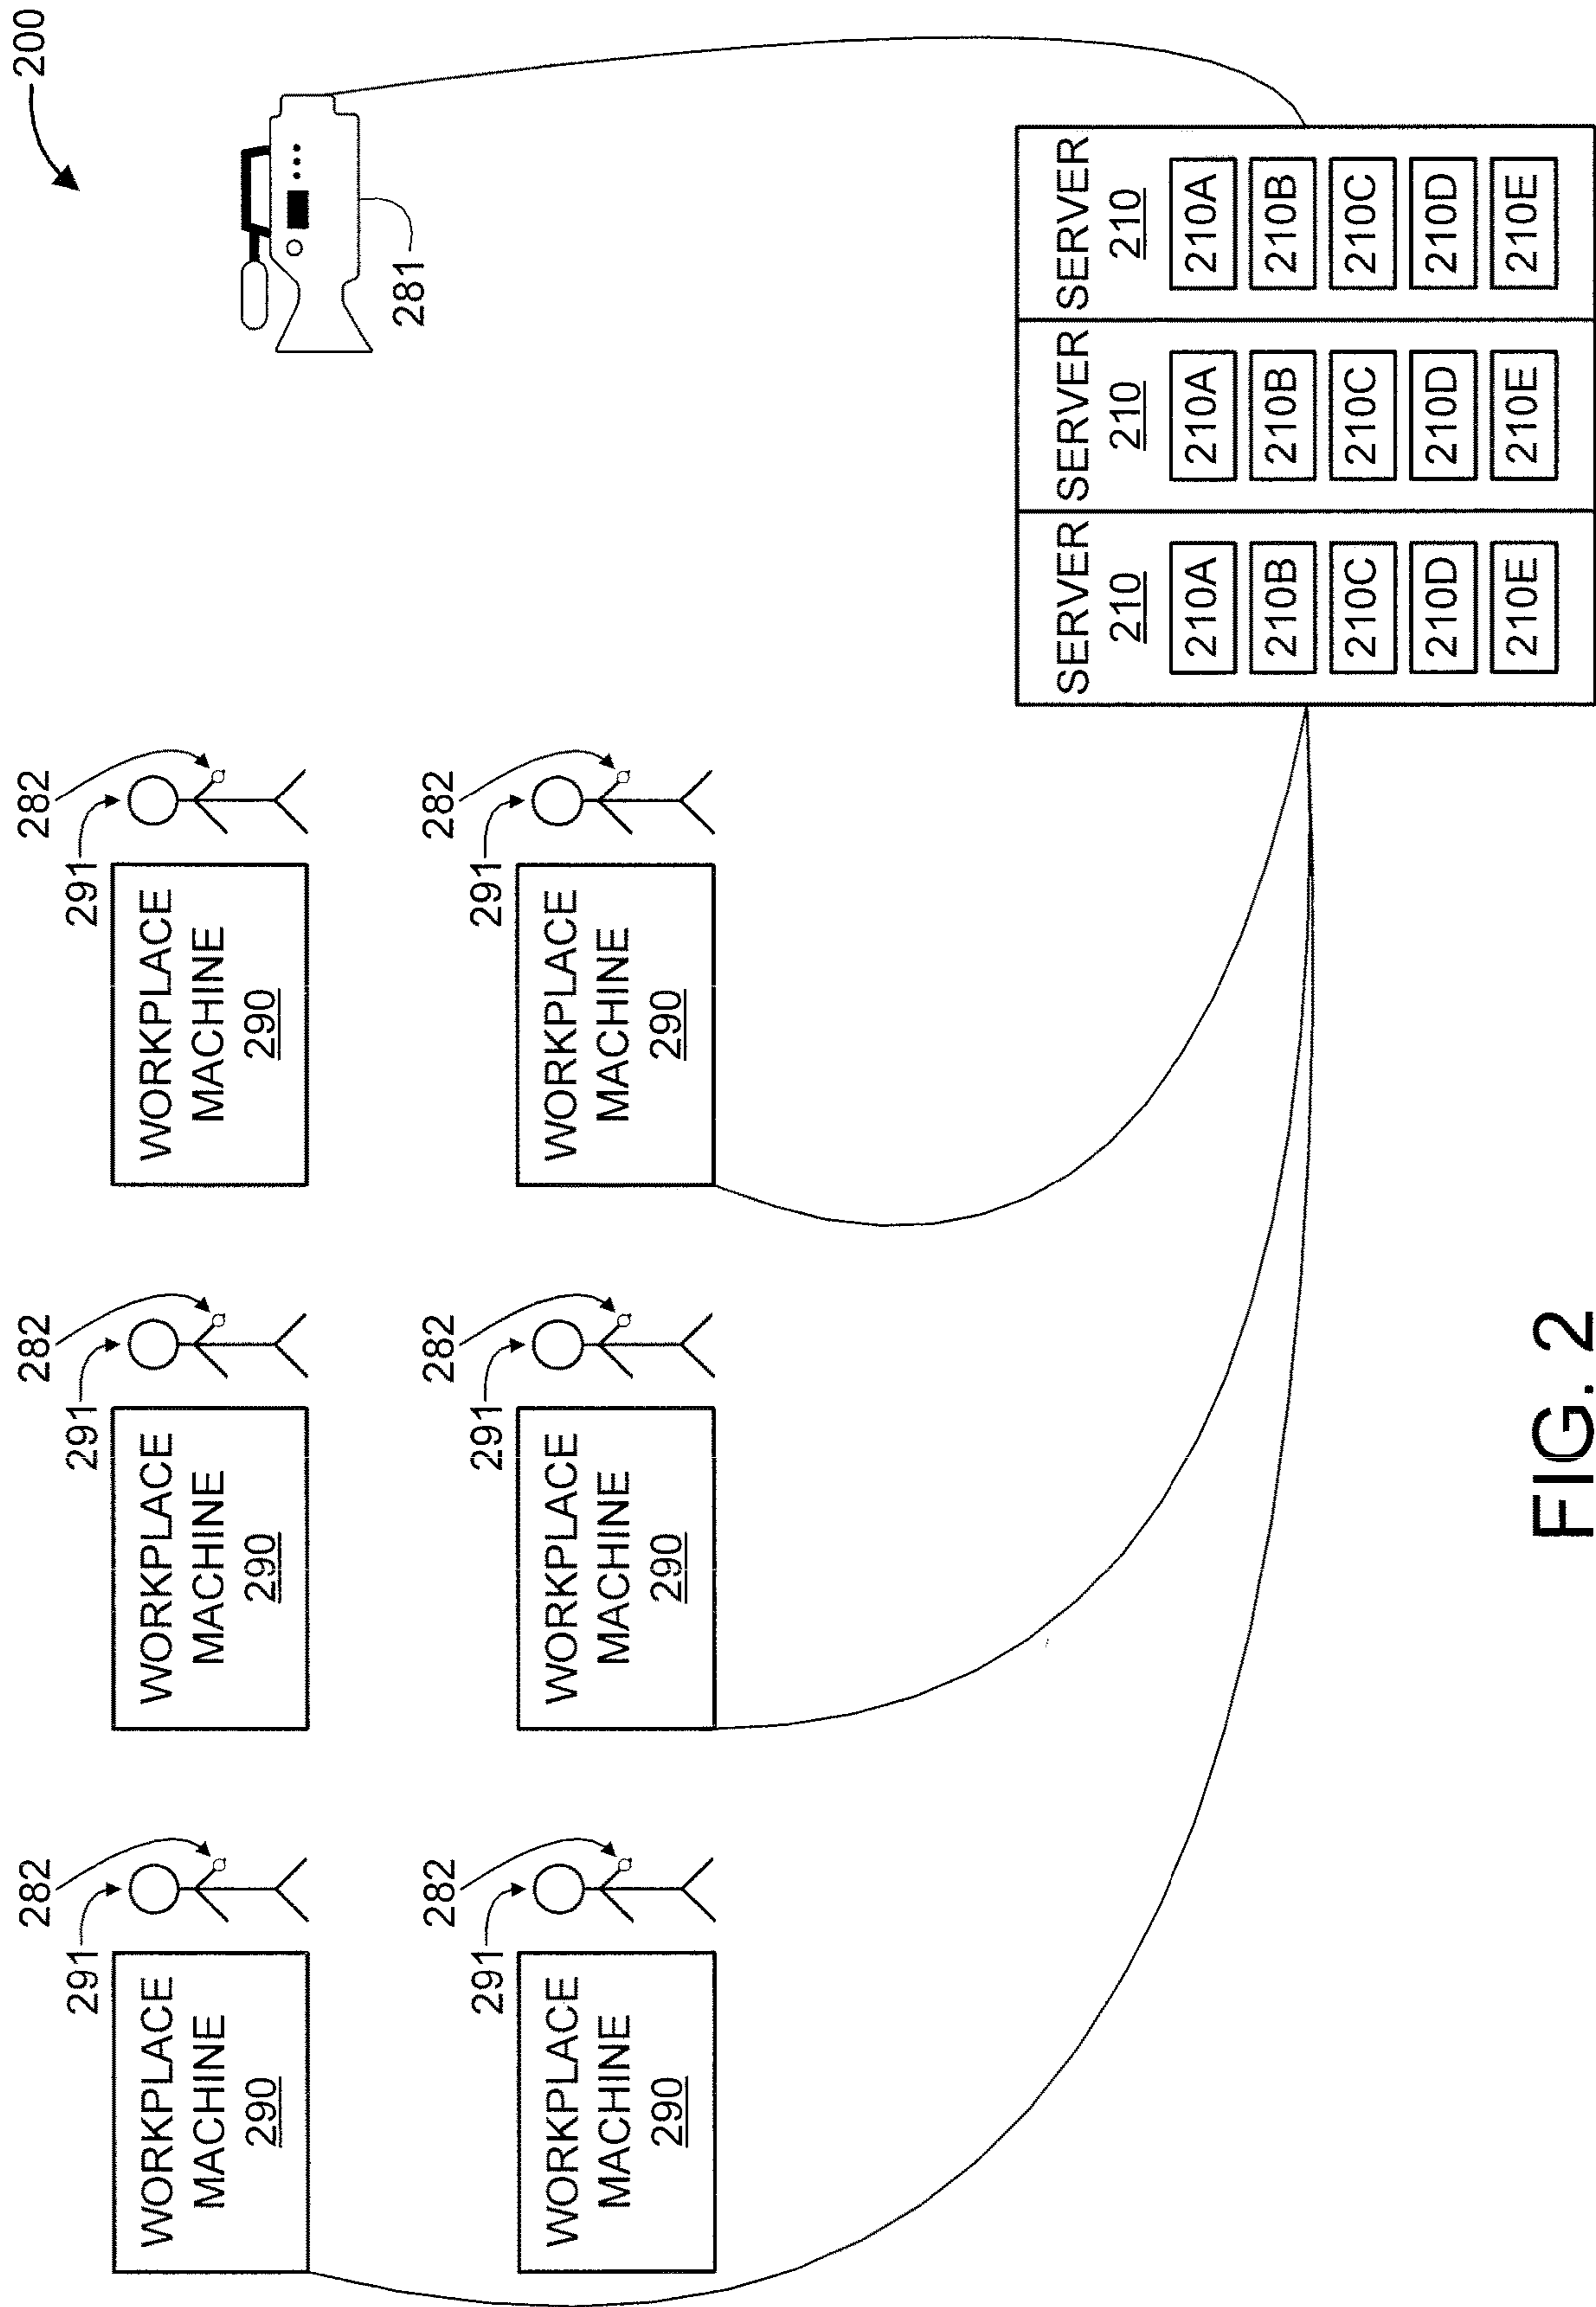 200
282
291
WORKPLACE
MACHINE
290
282
291
WORKPLACE
MACHINE
290
282
291
WORKPLACE
MACHINE
290
281
282
291
WORKPLACE
MACHINE
290
282
291
WORKPLACE
MACHINE
290
282
291
WORKPLACE
MACHINE
290
SERVER SERVER SERVER
210 210 210
210A 210A 210A
210B 210B 210B
210C 210C 210C
210D 210D 210D
210E 210E 210E
FIG. 2